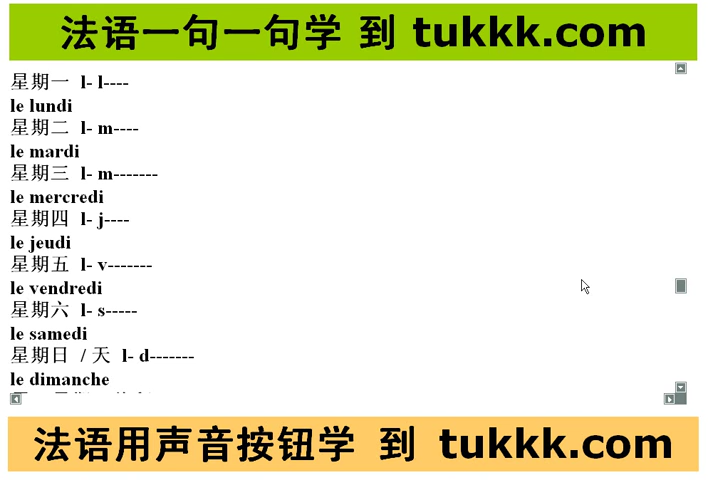 法语一句一句学 到 tukkk.com
星期一 l- l----
le lundi
星期二 l- m----
le mardi
星期三 l- m-------
le mercredi
星期四 l- j----
le jeudi
星期五 l- v-------
le vendredi
星期六 l- s-----
le samedi
星期日 / 天 l- d-------
le dimanche
法语用声音按钮学 到 tukkk.com